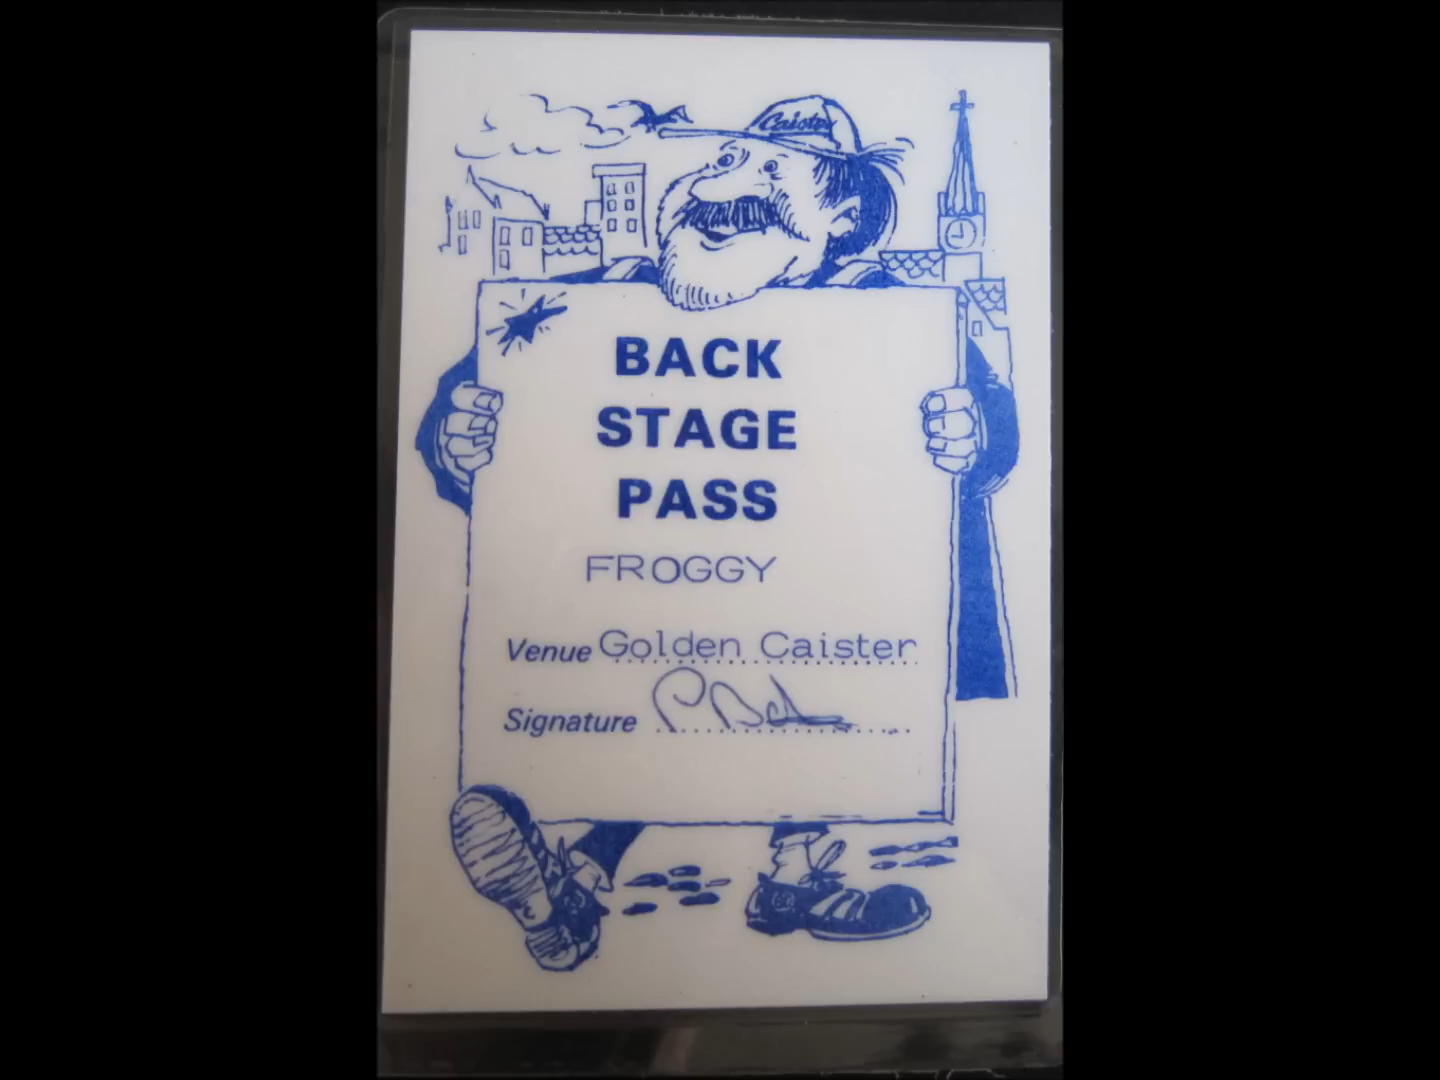 Caister
BACK
STAGE
PASS
FROGGY
Venue Golden Caister
Signature